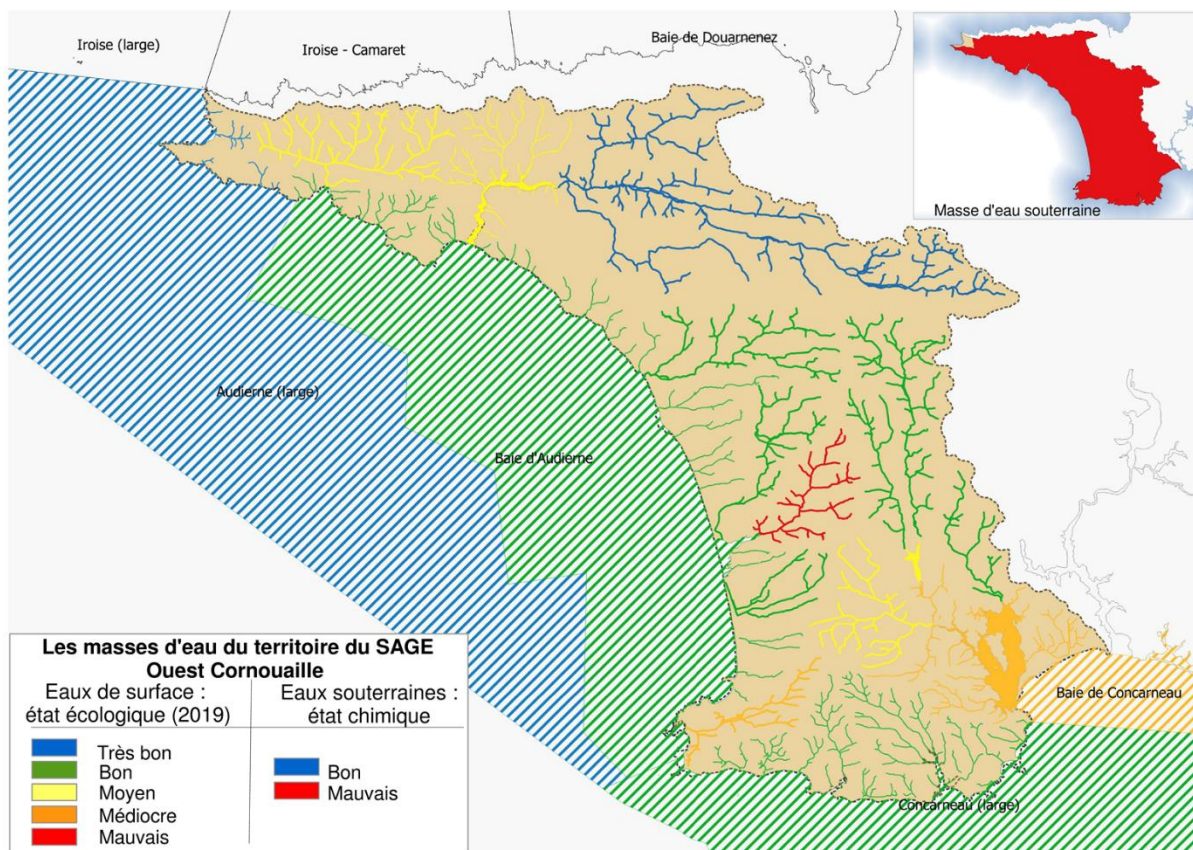 Iroise (large)
Iroise - Camaret
Baie de Douarnenez
Masse d'eau souterraine
Audierne (large)
Baie d'Audierne
Baie de Concarneau
Concarneau (large)
Les masses d'eau du territoire du SAGE
Ouest Cornouaille
Eaux de surface :
état écologique (2019)
Très bon
Bon
Moyen
Médiocre
Mauvais
Eaux souterraines :
état chimique
Bon
Mauvais